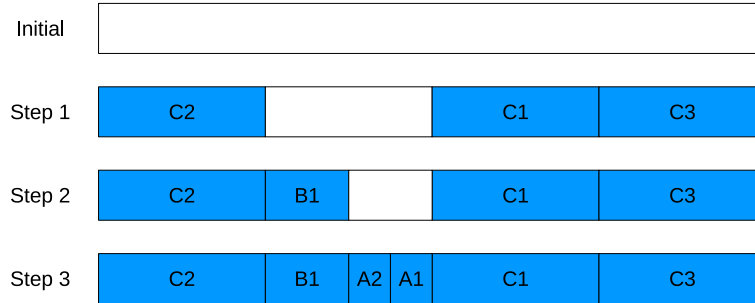 Initial
Step 1 C2 C1 C3
Step 2 C2 B1 C1 C3
Step 3 C2 B1 A2 A1 C1 C3